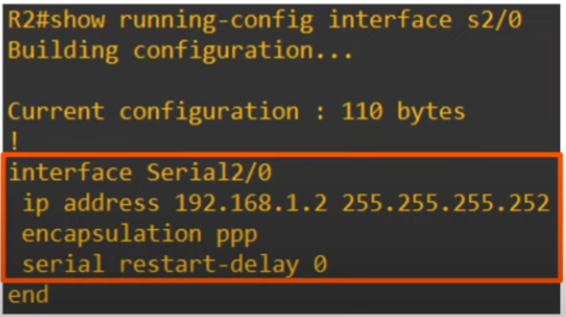 R2#show running-config interface s2/0
Building configuration...
Current configuration : 110 bytes
!
interface Serial2/0
ip address 192.168.1.2 255.255.255.252
encapsulation ppp
serial restart-delay 0
end